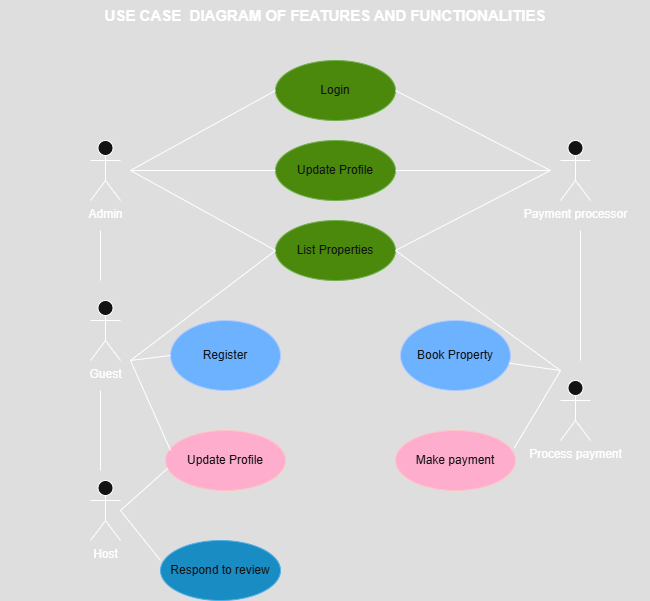 USE CASE  DIAGRAM OF FEATURES AND FUNCTIONALITIES
Login
Update Profile
Admin
Payment processor
List Properties
Register
Book Property
Guest
Update Profile
Make payment
Process payment
Host
Respond to review